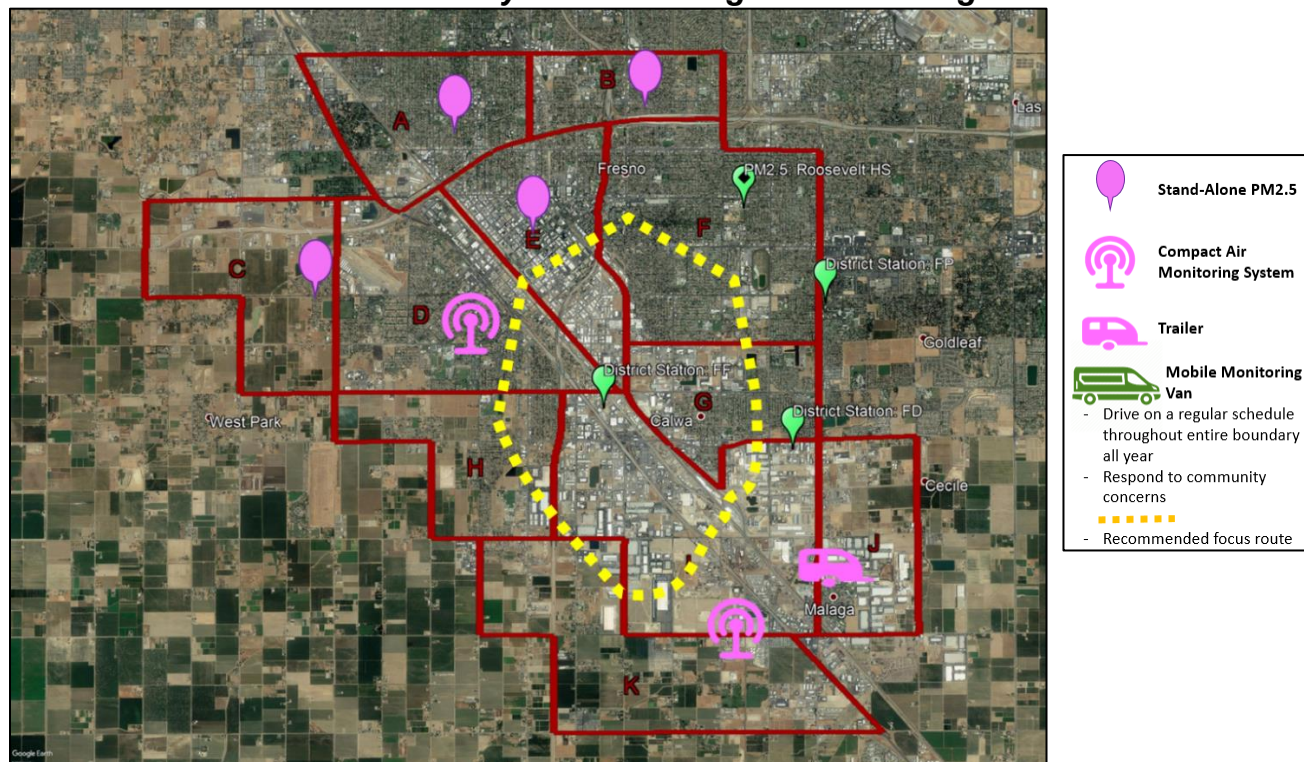 B
Las
A
Fresno
PM2.5: Roosevelt HS
E
F
C
District Station: FP
D
Goldleaf
District Station: FF
G
Calwa
District Station: FD
West Park
H
Cecile
J
Malaga
K
Google Earth
Stand-Alone PM2.5
Compact Air
Monitoring System
Trailer
Mobile Monitoring
Van
- Drive on a regular schedule
throughout entire boundary
all year
- Respond to community
concerns
- Recommended focus route